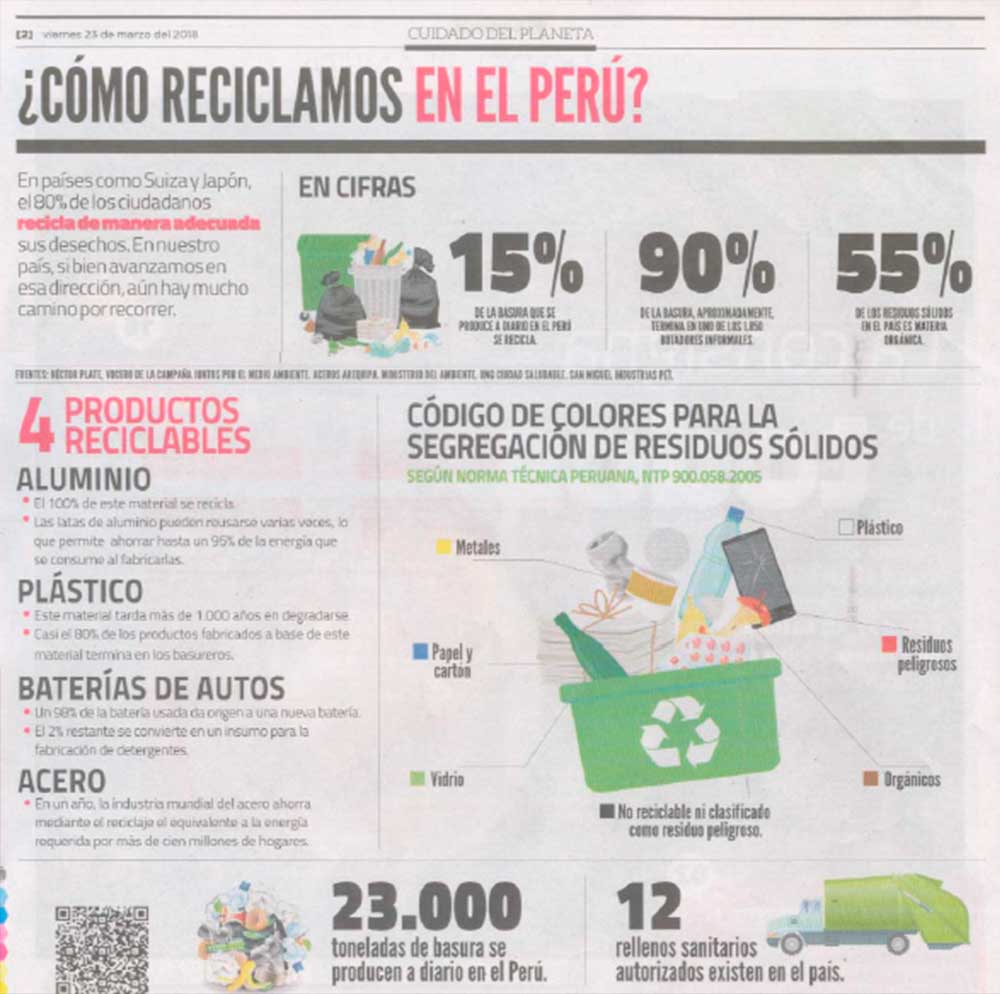 [2] viernes 23 de marzo del 2018
CUIDADO DEL PLANETA
¿CÓMO RECICLAMOS EN EL PERÚ?
En países como Suiza y Japón,
el 80% de los ciudadanos
recicla de manera adecuada
sus desechos. En nuestro
país, si bien avanzamos en
esa dirección, aún hay mucho
camino por recorrer.
EN CIFRAS
15%
DE LA BASURA QUE SE
PRODUCE A DIARIO EN EL PERÚ
SE RECICLA.
90%
DE LA BASURA, APROXIMADAMENTE,
TERMINA EN UNO DE LOS 1.850
BOTADORES INFORMALES.
55%
DE LOS RESIDUOS SÓLIDOS
EN EL PAÍS ES MATERIA
ORGÁNICA.
FUENTES: HÉCTOR PLATE, VOCERO DE LA CAMPAÑA JUNTOS POR EL MEDIO AMBIENTE. ACEROS AREQUIPA. MINISTERIO DEL AMBIENTE. ONG CIUDAD SALUDABLE. SAN MIGUEL INDUSTRIAS PET.
4 PRODUCTOS
RECICLABLES
ALUMINIO
• El 100% de este material se recicla.
• Las latas de aluminio pueden reusarse varias veces, lo
que permite ahorrar hasta un 95% de la energía que
se consume al fabricarlas.
PLÁSTICO
• Este material tarda más de 1.000 años en degradarse.
• Casi el 80% de los productos fabricados a base de este
material termina en los basureros.
BATERÍAS DE AUTOS
• Un 98% de la batería usada da origen a una nueva batería.
• El 2% restante se convierte en un insumo para la
fabricación de detergentes.
ACERO
• En un año, la industria mundial del acero ahorra
mediante el reciclaje el equivalente a la energía
requerida por más de cien millones de hogares.
CÓDIGO DE COLORES PARA LA
SEGREGACIÓN DE RESIDUOS SÓLIDOS
SEGÚN NORMA TÉCNICA PERUANA, NTP 900.058.2005
Metales
Plástico
Papel y
cartón
Residuos
peligrosos
Vidrio
Orgánicos
No reciclable ni clasificado
como residuo peligroso.
23.000
toneladas de basura se
producen a diario en el Perú.
12
rellenos sanitarios
autorizados existen en el país.